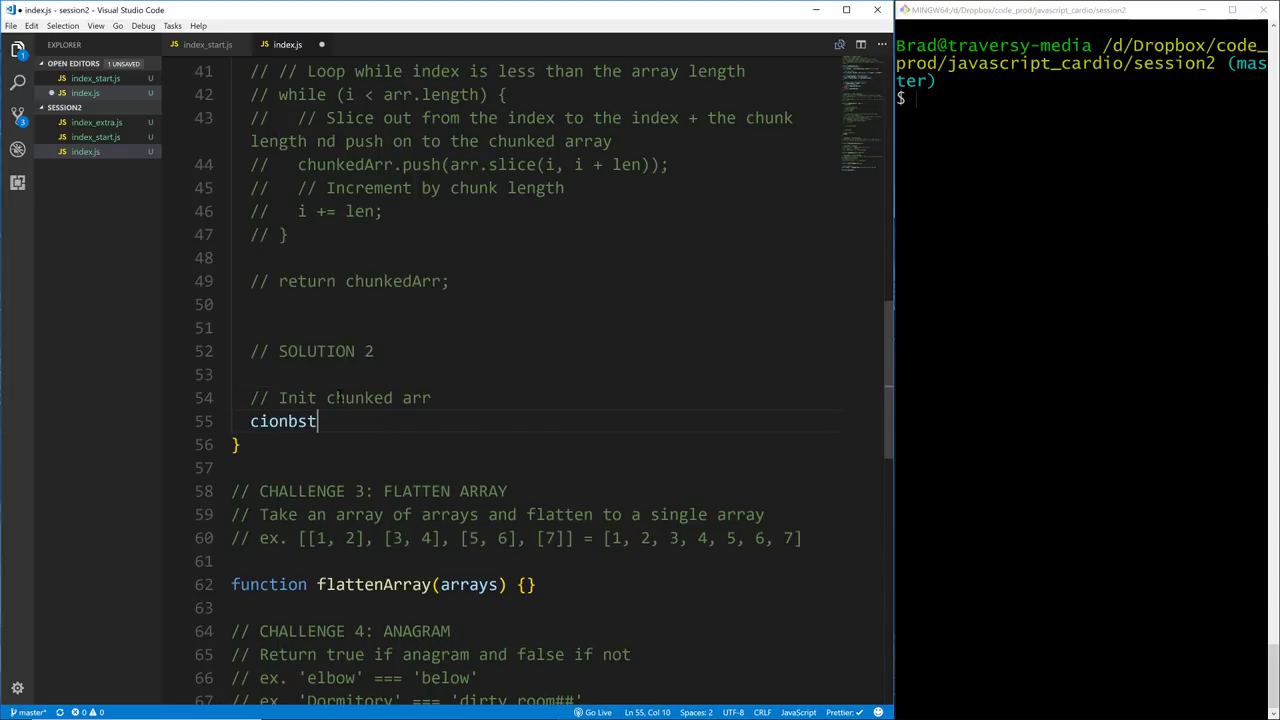 index.js - session2 - Visual Studio Code
File Edit Selection View Go Debug Tasks Help
EXPLORER
OPEN EDITORS 1 UNSAVED
index_start.js U
index.js U
SESSION2
index_extra.js U
index_start.js U
index.js U
index_start.js
index.js
41 // Loop while index is less than the array length
42 // while (i < arr.length) {
43 // // Slice out from the index to the index + the chunk
length & push on the chunked array
44 // chunkedArr.push(arr.slice(i, i + len));
45 // // Increment by chunk length
46 // i += len;
47 // }
48
49 // return chunkedArr;
50
51
52 // SOLUTION 2
53
54 // Init chunked arr
55 cionbst
56 }
57
58 // CHALLENGE 3: FLATTEN ARRAY
59 // Take an array of arrays and flatten to a single array
60 // ex. [[1, 2], [3, 4], [5, 6], [7]] = [1, 2, 3, 4, 5, 6, 7]
61
62 function flattenArray(arrays) {}
63
64 // CHALLENGE 4: ANAGRAM
65 // Return true if anagram and false if not
66 // ex. 'elbow' === 'below'
67 // ex. 'Dormitory' === 'dirty room##'
master* 0 0
Go Live Ln 55, Col 10 Spaces: 2 UTF-8 CRLF JavaScript Prettier: ✓
MINGW64:/d/Dropbox/code_prod/javascript_cardio/session2
Brad@traversy-media /d/Dropbox/code_
prod/javascript_cardio/session2 (mas
ter)
$